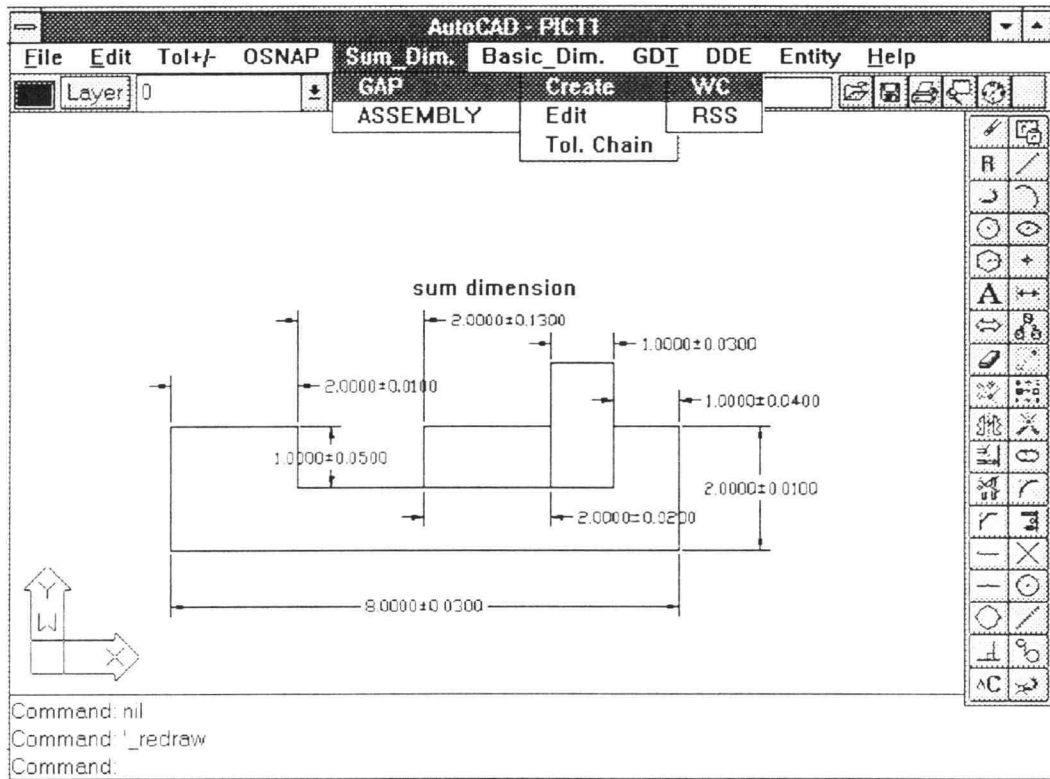 AutoCAD - PIC11
File Edit Tol+/- OSNAP Sum_Dim. Basic_Dim. GDT DDE Entity Help
Layer 0
GAP Create WC
ASSEMBLY Edit RSS
Tol. Chain
R
A
sum dimension
2.0000±0.1300
1.0000±0.0300
2.0000±0.0100
1.0000±0.0400
1.0000±0.0500
2.0000±0.0100
2.0000±0.0200
8.0000±0.0300
Y
W
X
^C
Command: nil
Command: '_redraw
Command: